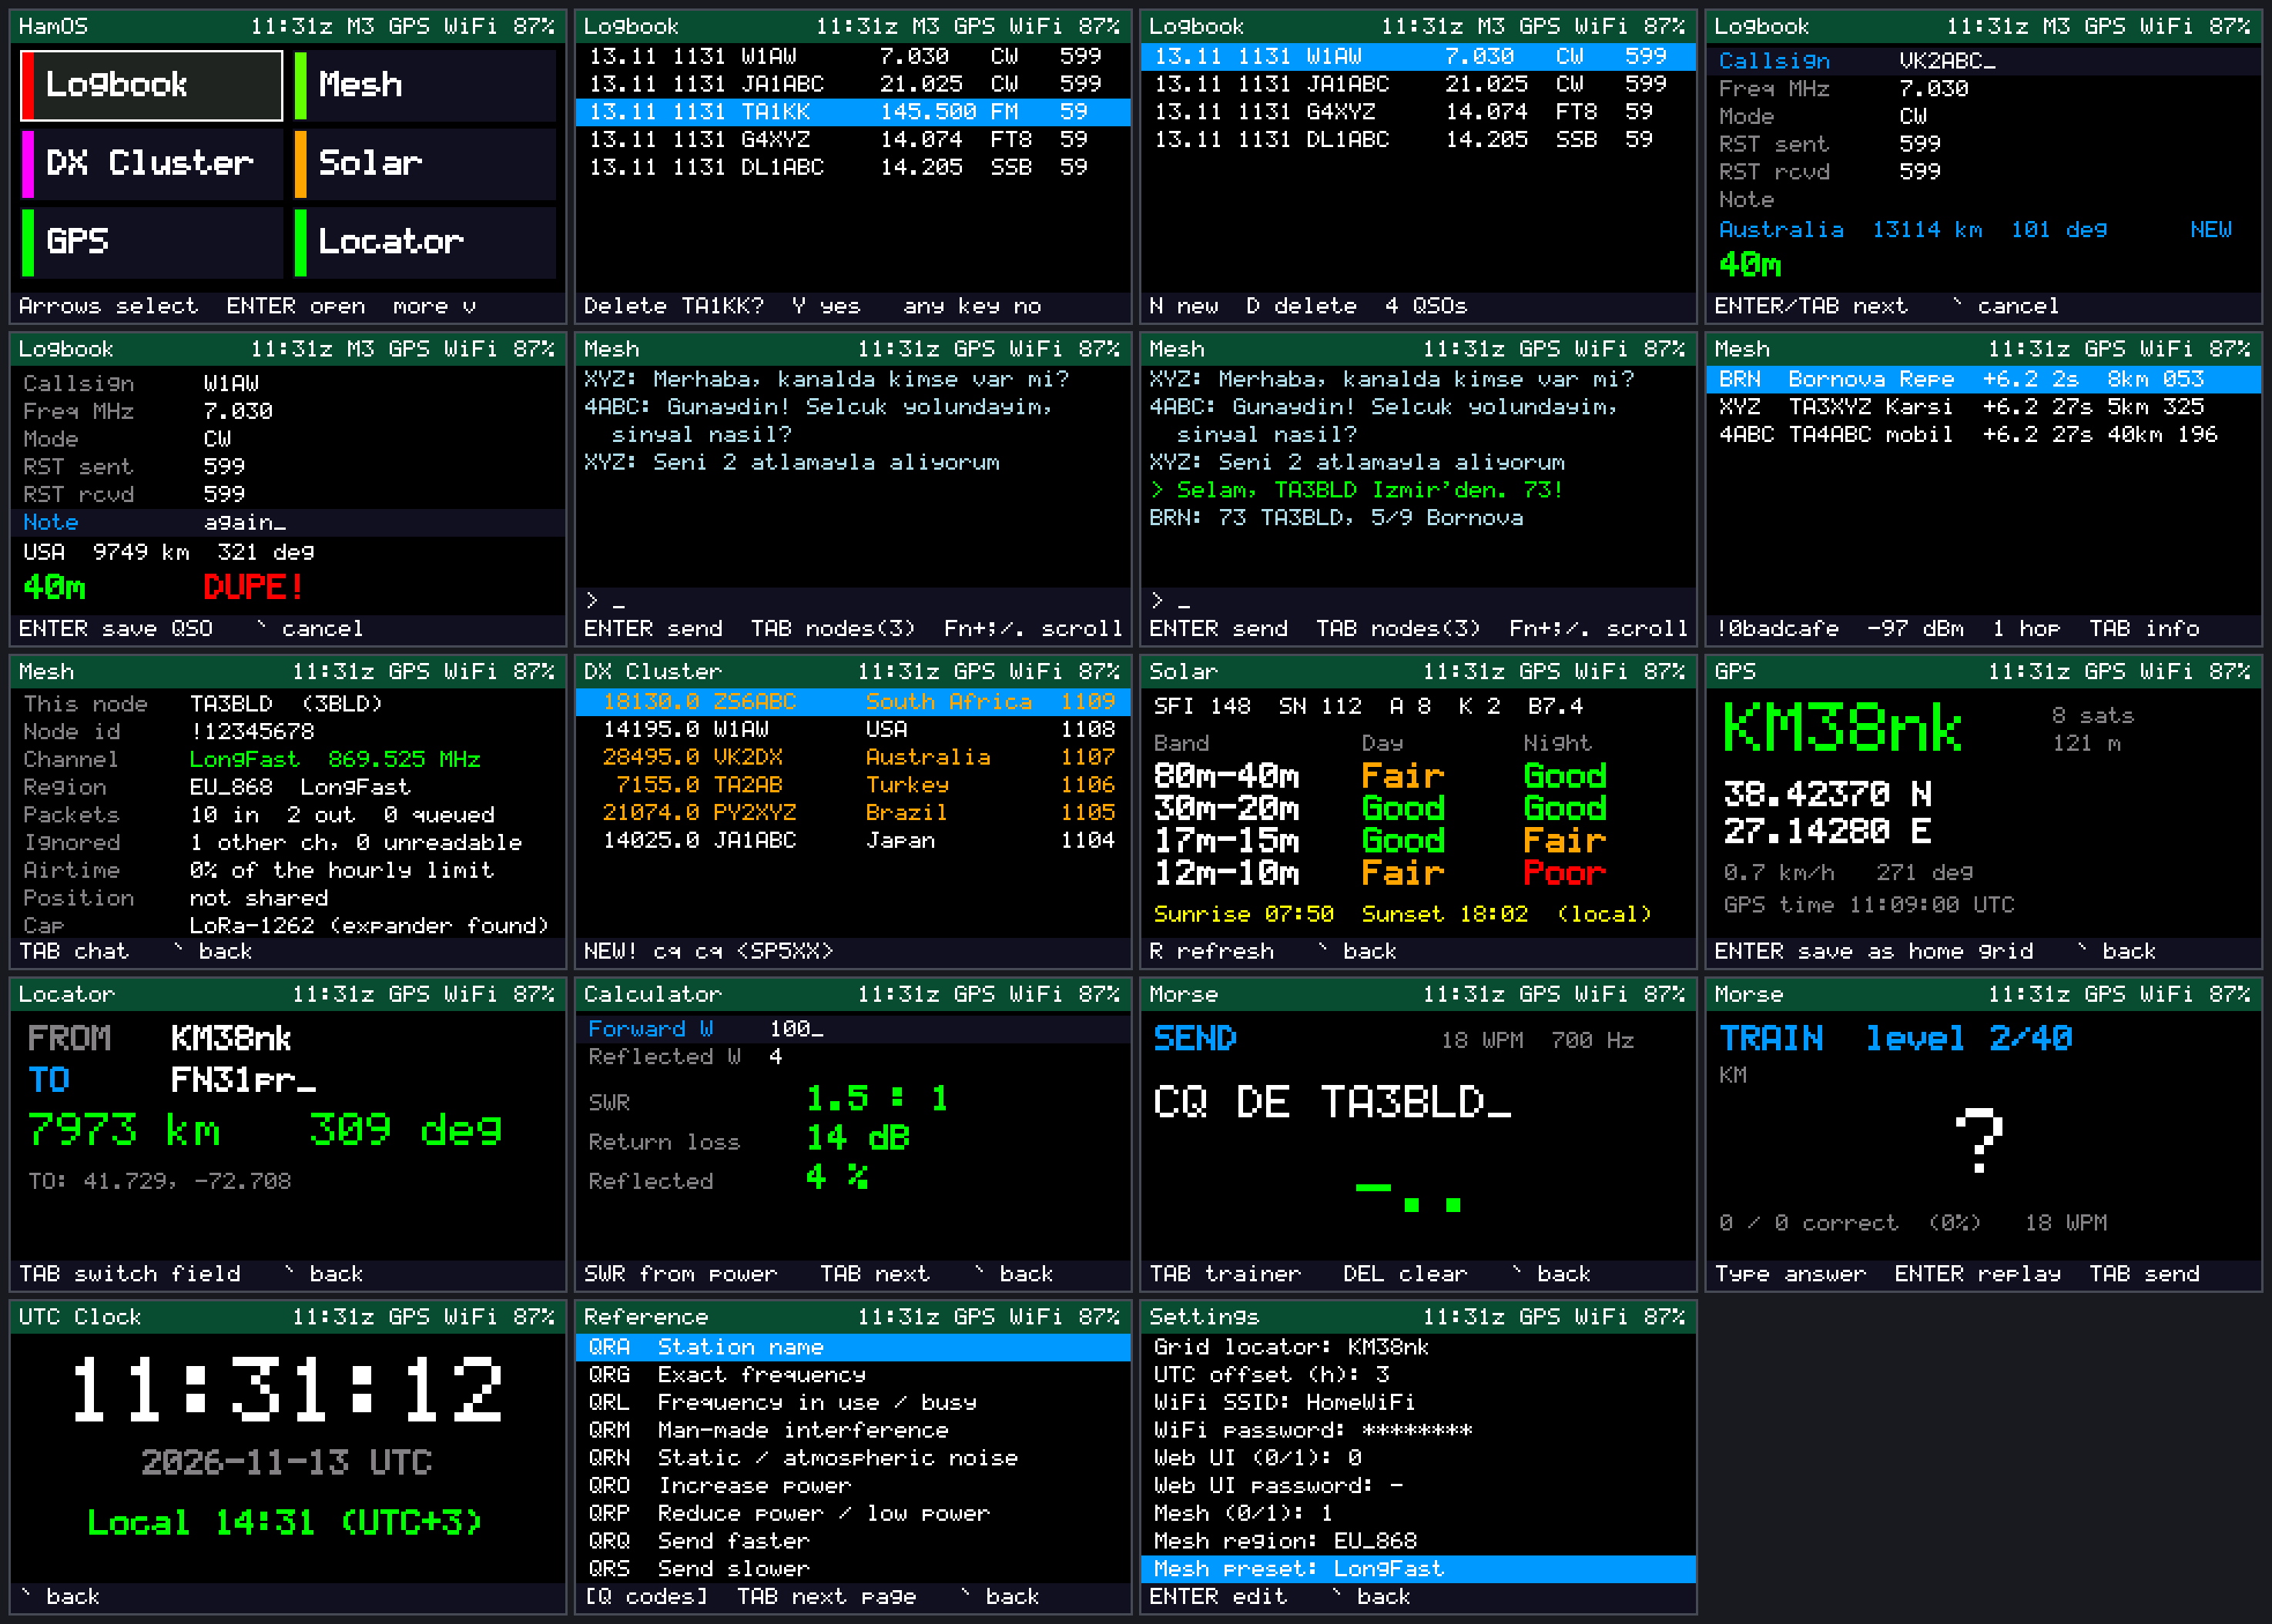 HamOS 11:31z M3 GPS WiFi 87%
Logbook Mesh
DX Cluster Solar
GPS Locator
Arrows select ENTER open more v
Logbook 11:31z M3 GPS WiFi 87%
13.11 1131 W1AW 7.030 CW 599
13.11 1131 JA1ABC 21.025 CW 599
13.11 1131 TA1KK 145.500 FM 59
13.11 1131 G4XYZ 14.074 FT8 59
13.11 1131 DL1ABC 14.205 SSB 59
Delete TA1KK? Y yes any key no
Logbook 11:31z M3 GPS WiFi 87%
13.11 1131 W1AW 7.030 CW 599
13.11 1131 JA1ABC 21.025 CW 599
13.11 1131 G4XYZ 14.074 FT8 59
13.11 1131 DL1ABC 14.205 SSB 59
N new D delete 4 QSOs
Logbook 11:31z M3 GPS WiFi 87%
Callsign VK2ABC_
Freq MHz 7.030
Mode CW
RST sent 599
RST rcvd 599
Note
Australia 13114 km 101 deg NEW
40m
ENTER/TAB next ` cancel
Logbook 11:31z M3 GPS WiFi 87%
Callsign W1AW
Freq MHz 7.030
Mode CW
RST sent 599
RST rcvd 599
Note again_
USA 9749 km 321 deg
40m DUPE!
ENTER save QSO ` cancel
Mesh 11:31z GPS WiFi 87%
XYZ: Merhaba, kanalda kimse var mi?
4ABC: Gunaydin! Selcuk yolundayim,
sinyal nasil?
XYZ: Seni 2 atlamayla aliyorum
> _
ENTER send TAB nodes(3) Fn+;/. scroll
Mesh 11:31z GPS WiFi 87%
XYZ: Merhaba, kanalda kimse var mi?
4ABC: Gunaydin! Selcuk yolundayim,
sinyal nasil?
XYZ: Seni 2 atlamayla aliyorum
> Selam, TA3BLD Izmir'den. 73!
BRN: 73 TA3BLD, 5/9 Bornova
> _
ENTER send TAB nodes(3) Fn+;/. scroll
Mesh 11:31z GPS WiFi 87%
BRN Bornova Repe +6.2 2s 8km 053
XYZ TA3XYZ Karsi +6.2 27s 5km 325
4ABC TA4ABC mobil +6.2 27s 40km 196
!0badcafe -97 dBm 1 hop TAB info
Mesh 11:31z GPS WiFi 87%
This node TA3BLD (3BLD)
Node id !12345678
Channel LongFast 869.525 MHz
Region EU_868 LongFast
Packets 10 in 2 out 0 queued
Ignored 1 other ch, 0 unreadable
Airtime 0% of the hourly limit
Position not shared
Cap LoRa-1262 (expander found)
TAB chat ` back
DX Cluster 11:31z GPS WiFi 87%
18130.0 ZS6ABC South Africa 1109
14195.0 W1AW USA 1108
28495.0 VK2DX Australia 1107
7155.0 TA2AB Turkey 1106
21074.0 PY2XYZ Brazil 1105
14025.0 JA1ABC Japan 1104
NEW! cq cq <SP5XX>
Solar 11:31z GPS WiFi 87%
SFI 148 SN 112 A 8 K 2 B7.4
Band Day Night
80m-40m Fair Good
30m-20m Good Good
17m-15m Good Fair
12m-10m Fair Poor
Sunrise 07:50 Sunset 18:02 (local)
R refresh ` back
GPS 11:31z GPS WiFi 87%
KM38nk 8 sats
121 m
38.42370 N
27.14280 E
0.7 km/h 271 deg
GPS time 11:09:00 UTC
ENTER save as home grid ` back
Locator 11:31z GPS WiFi 87%
FROM KM38nk
TO FN31pr_
7973 km 309 deg
TO: 41.729, -72.708
TAB switch field ` back
Calculator 11:31z GPS WiFi 87%
Forward W 100_
Reflected W 4
SWR 1.5 : 1
Return loss 14 dB
Reflected 4 %
SWR from power TAB next ` back
Morse 11:31z GPS WiFi 87%
SEND 18 WPM 700 Hz
CQ DE TA3BLD_
-..
TAB trainer DEL clear ` back
Morse 11:31z GPS WiFi 87%
TRAIN level 2/40
KM
?
0 / 0 correct (0%) 18 WPM
Type answer ENTER replay TAB send
UTC Clock 11:31z GPS WiFi 87%
11:31:12
2026-11-13 UTC
Local 14:31 (UTC+3)
` back
Reference 11:31z GPS WiFi 87%
QRA Station name
QRG Exact frequency
QRL Frequency in use / busy
QRM Man-made interference
QRN Static / atmospheric noise
QRO Increase power
QRP Reduce power / low power
QRQ Send faster
QRS Send slower
[Q codes] TAB next page ` back
Settings 11:31z GPS WiFi 87%
Grid locator: KM38nk
UTC offset (h): 3
WiFi SSID: HomeWiFi
WiFi password: ********
Web UI (0/1): 0
Web UI password: -
Mesh (0/1): 1
Mesh region: EU_868
Mesh preset: LongFast
ENTER edit ` back